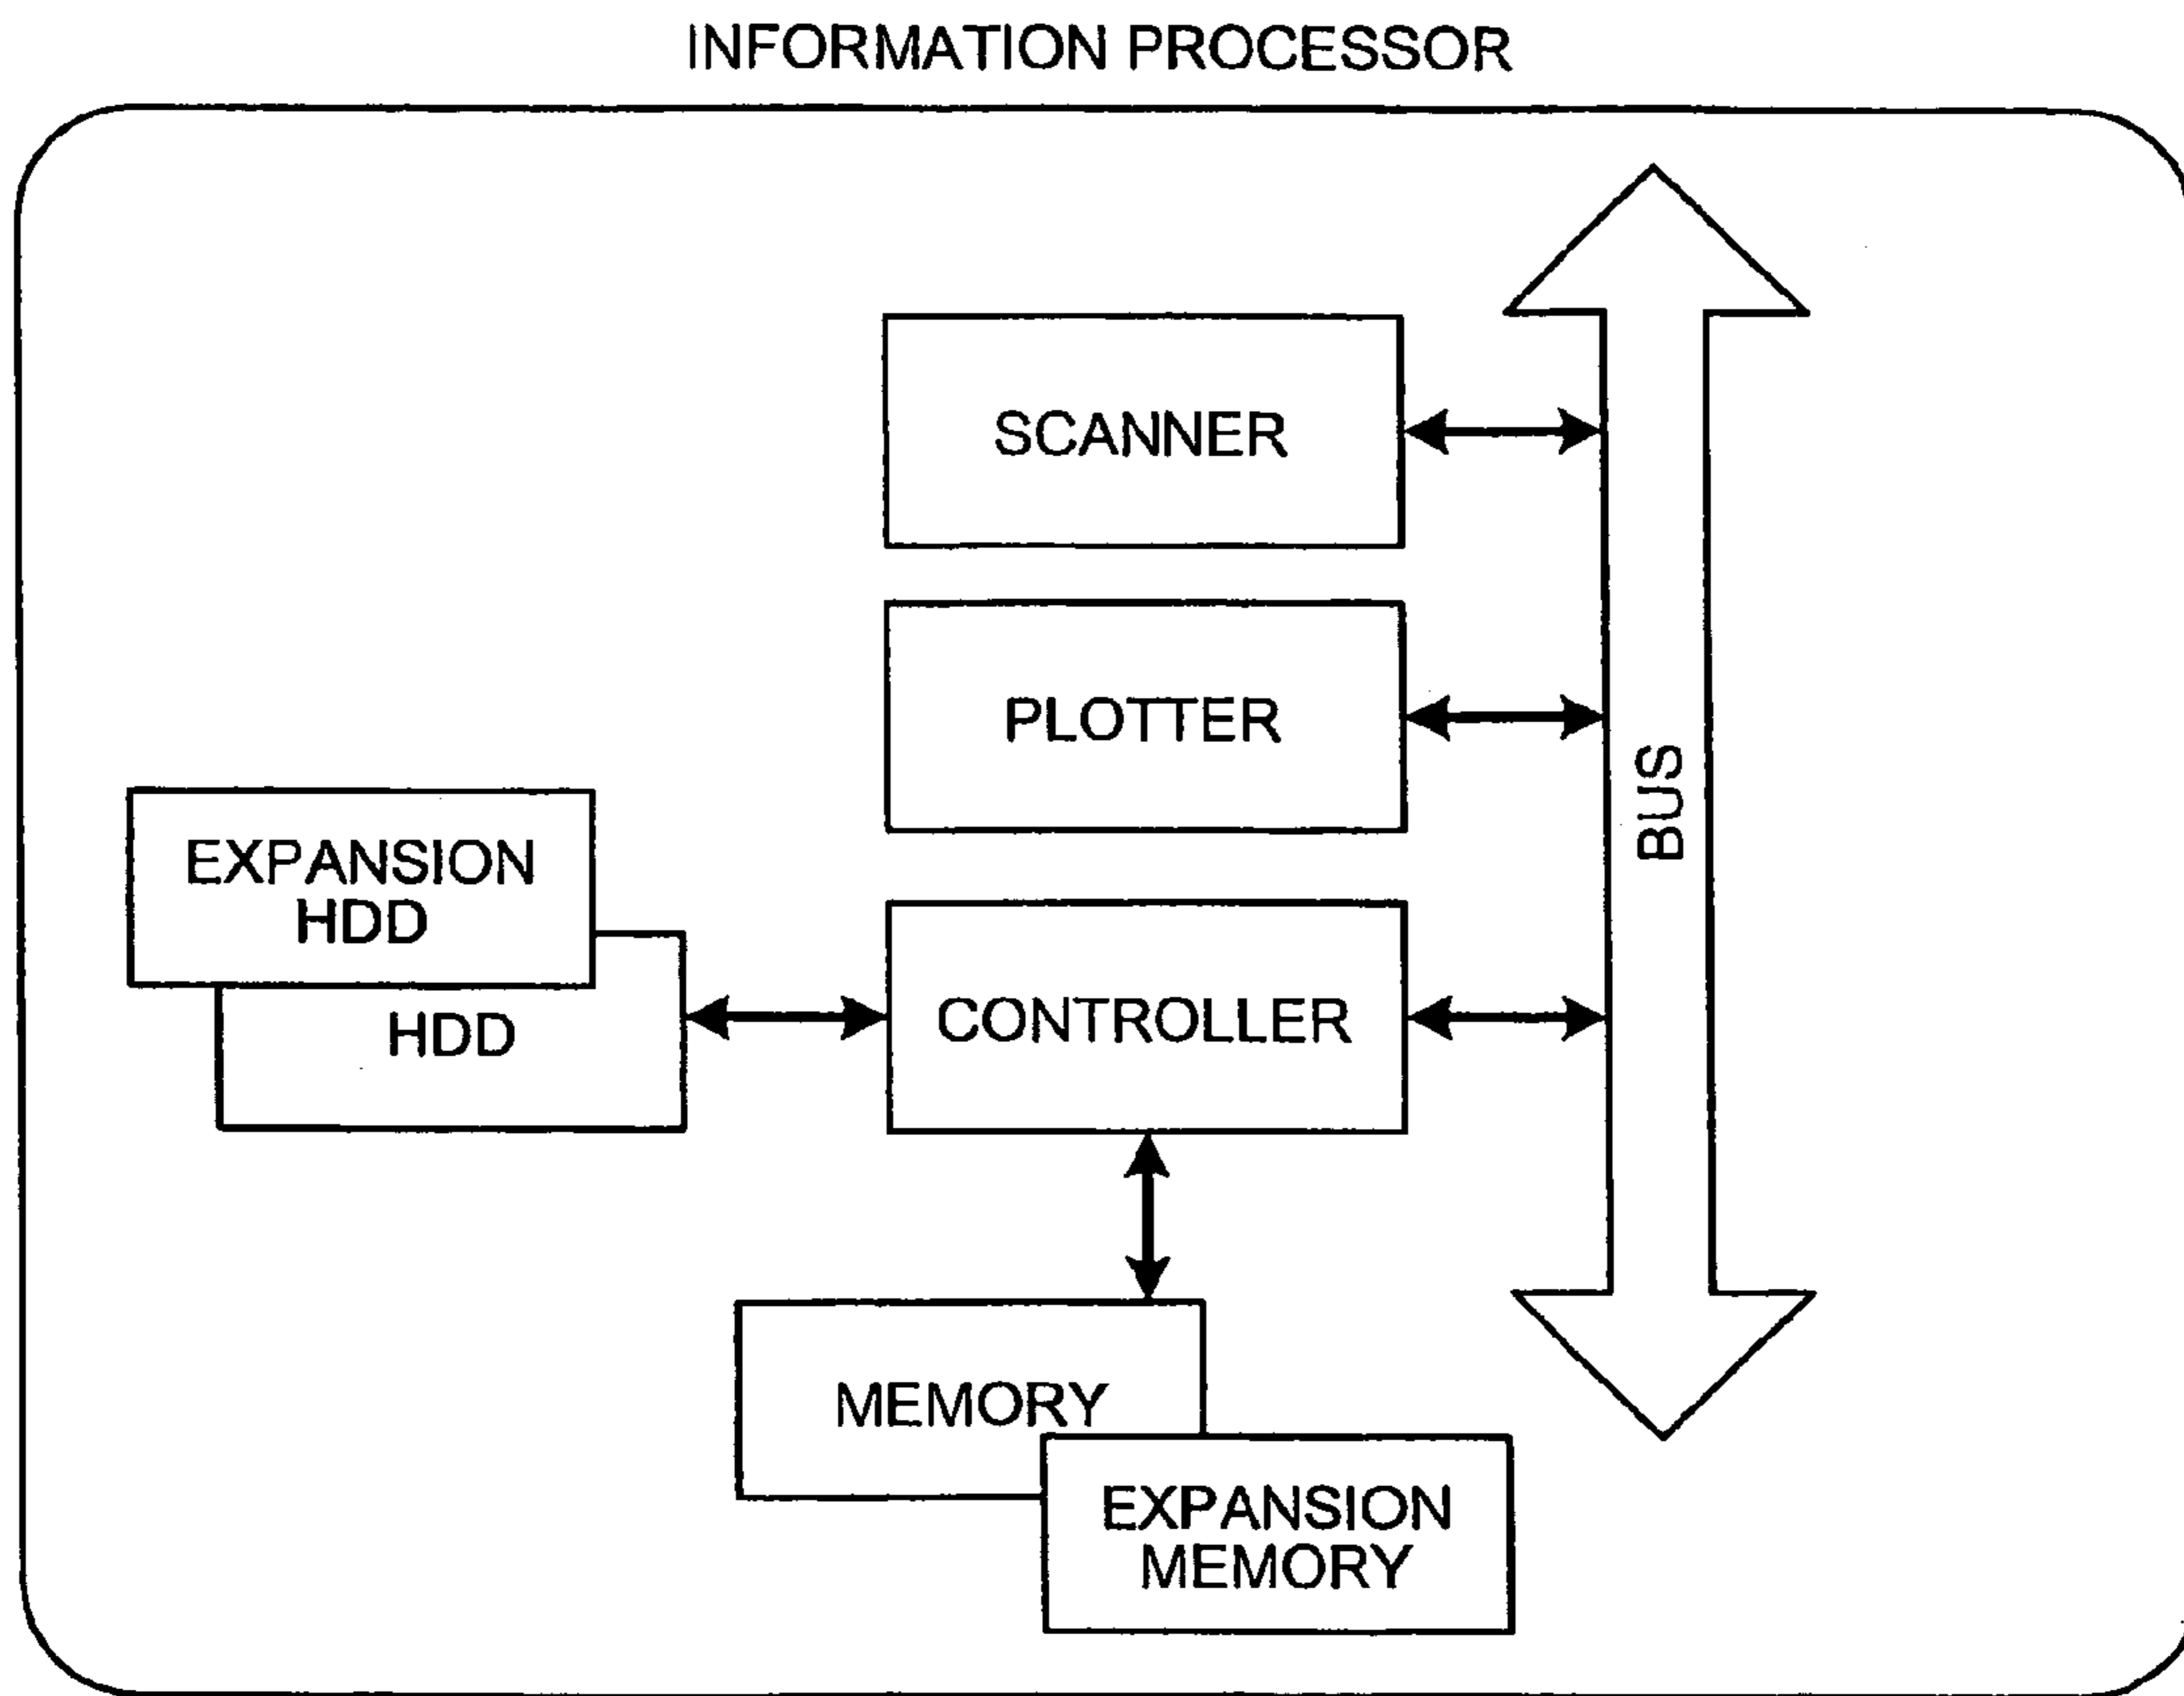 INFORMATION PROCESSOR
SCANNER
PLOTTER
BUS
EXPANSION
HDD
HDD
CONTROLLER
MEMORY
EXPANSION
MEMORY